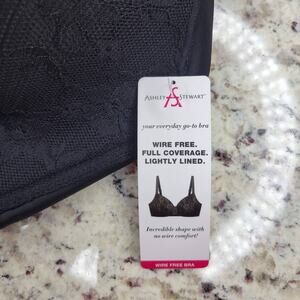 ASHLEY STEWART
your everyday go-to bra
WIRE FREE.
FULL COVERAGE.
LIGHTLY LINED.
Incredible shape with
no wire comfort!
WIRE FREE BRA